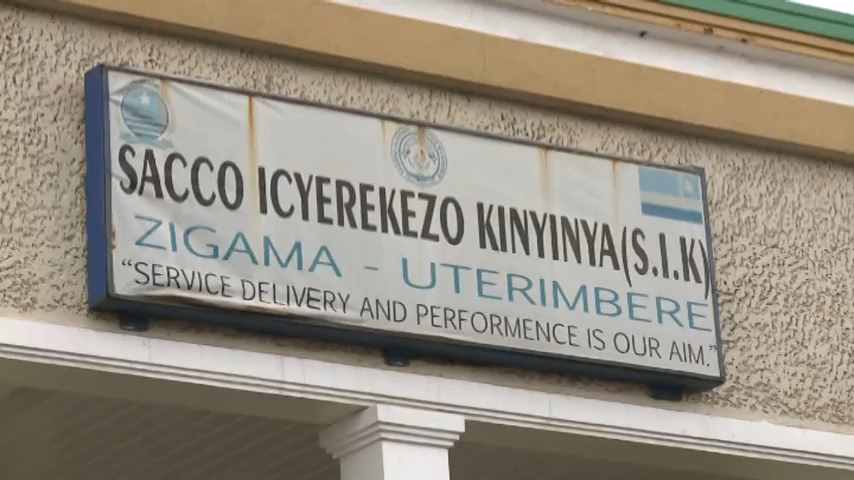 SACCO ICYEREKEZO KINYINYA(S.I.K)
ZIGAMA - UTERIMBERE
"SERVICE DELIVERY AND PERFORMENCE IS OUR AIM."